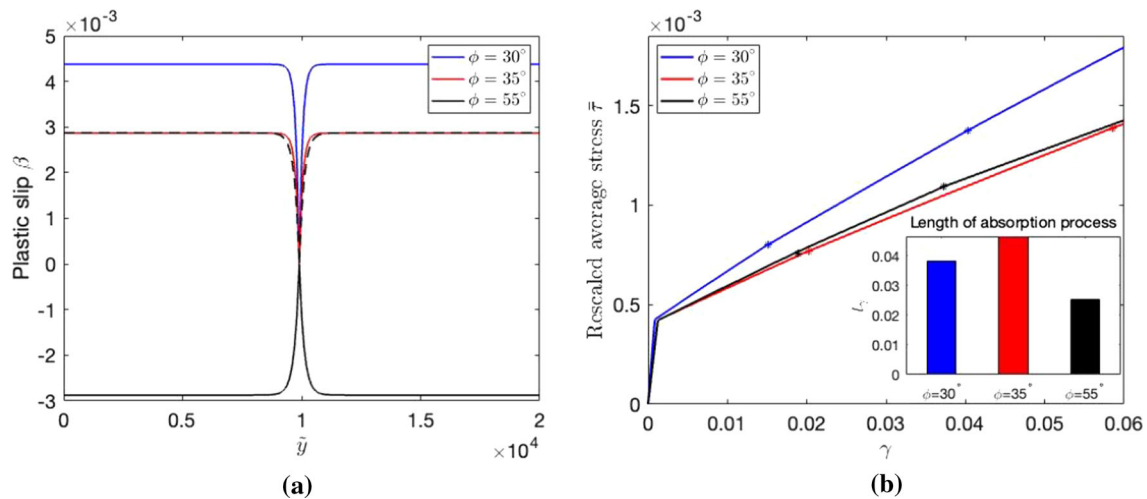 ×10⁻³
5
4
3
2
1
0
-1
-2
-3
Plastic slip β
ϕ = 30°
ϕ = 35°
ϕ = 55°
0
0.5
1
1.5
2
×10⁴
ỹ
(a)
×10⁻³
1.5
1
0.5
0
Rescaled average stress τ̄
ϕ = 30°
ϕ = 35°
ϕ = 55°
Length of absorption process
0.04
0.03
0.02
0.01
0
lᵧ
ϕ=30°
ϕ=35°
ϕ=55°
0
0.01
0.02
0.03
0.04
0.05
0.06
γ
(b)